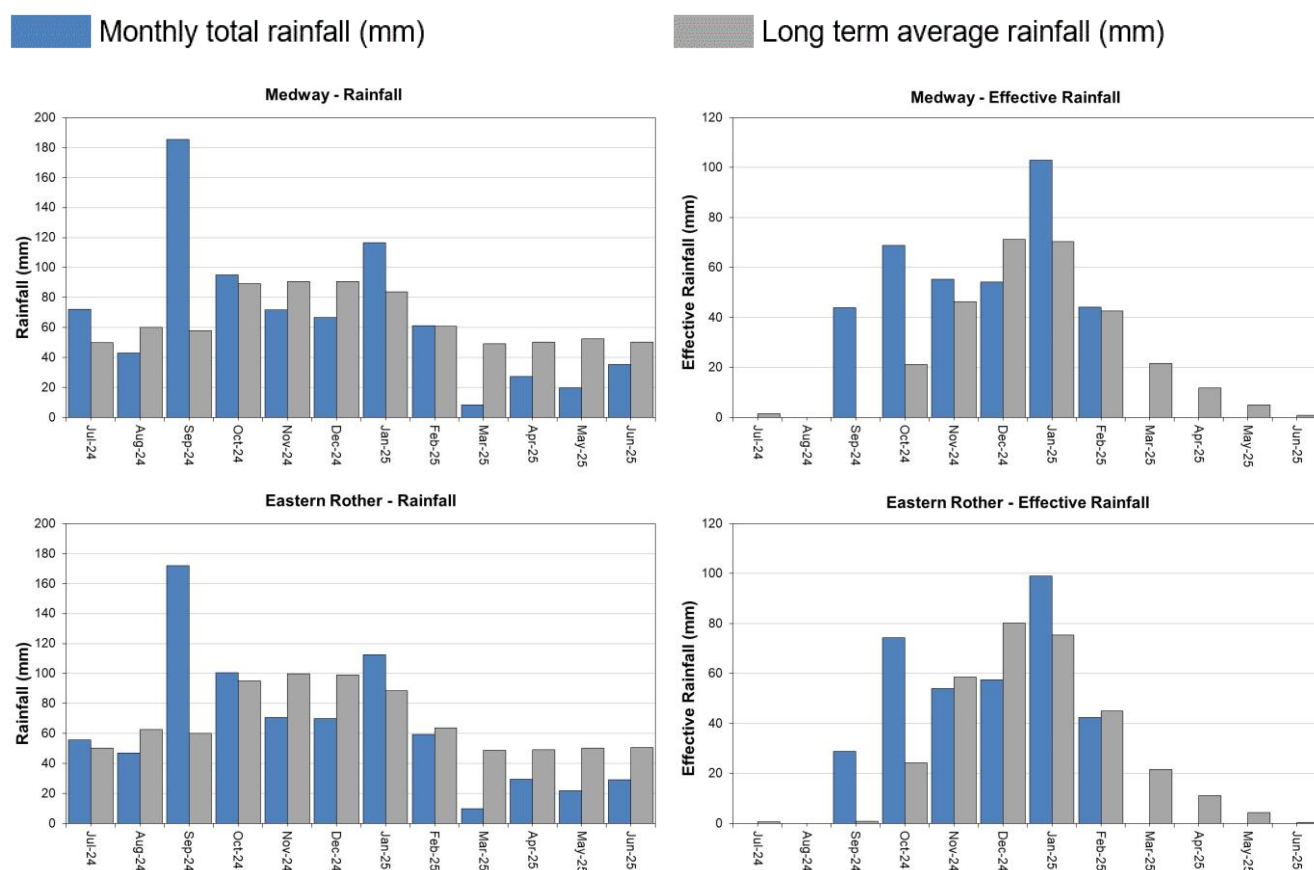 Monthly total rainfall (mm)
Long term average rainfall (mm)
Medway - Rainfall
Rainfall (mm)
200
180
160
140
120
100
80
60
40
20
0
Jul-24
Aug-24
Sep-24
Oct-24
Nov-24
Dec-24
Jan-25
Feb-25
Mar-25
Apr-25
May-25
Jun-25
Medway - Effective Rainfall
Effective Rainfall (mm)
120
100
80
60
40
20
0
Jul-24
Aug-24
Sep-24
Oct-24
Nov-24
Dec-24
Jan-25
Feb-25
Mar-25
Apr-25
May-25
Jun-25
Eastern Rother - Rainfall
Rainfall (mm)
200
180
160
140
120
100
80
60
40
20
0
Jul-24
Aug-24
Sep-24
Oct-24
Nov-24
Dec-24
Jan-25
Feb-25
Mar-25
Apr-25
May-25
Jun-25
Eastern Rother - Effective Rainfall
Effective Rainfall (mm)
120
100
80
60
40
20
0
Jul-24
Aug-24
Sep-24
Oct-24
Nov-24
Dec-24
Jan-25
Feb-25
Mar-25
Apr-25
May-25
Jun-25